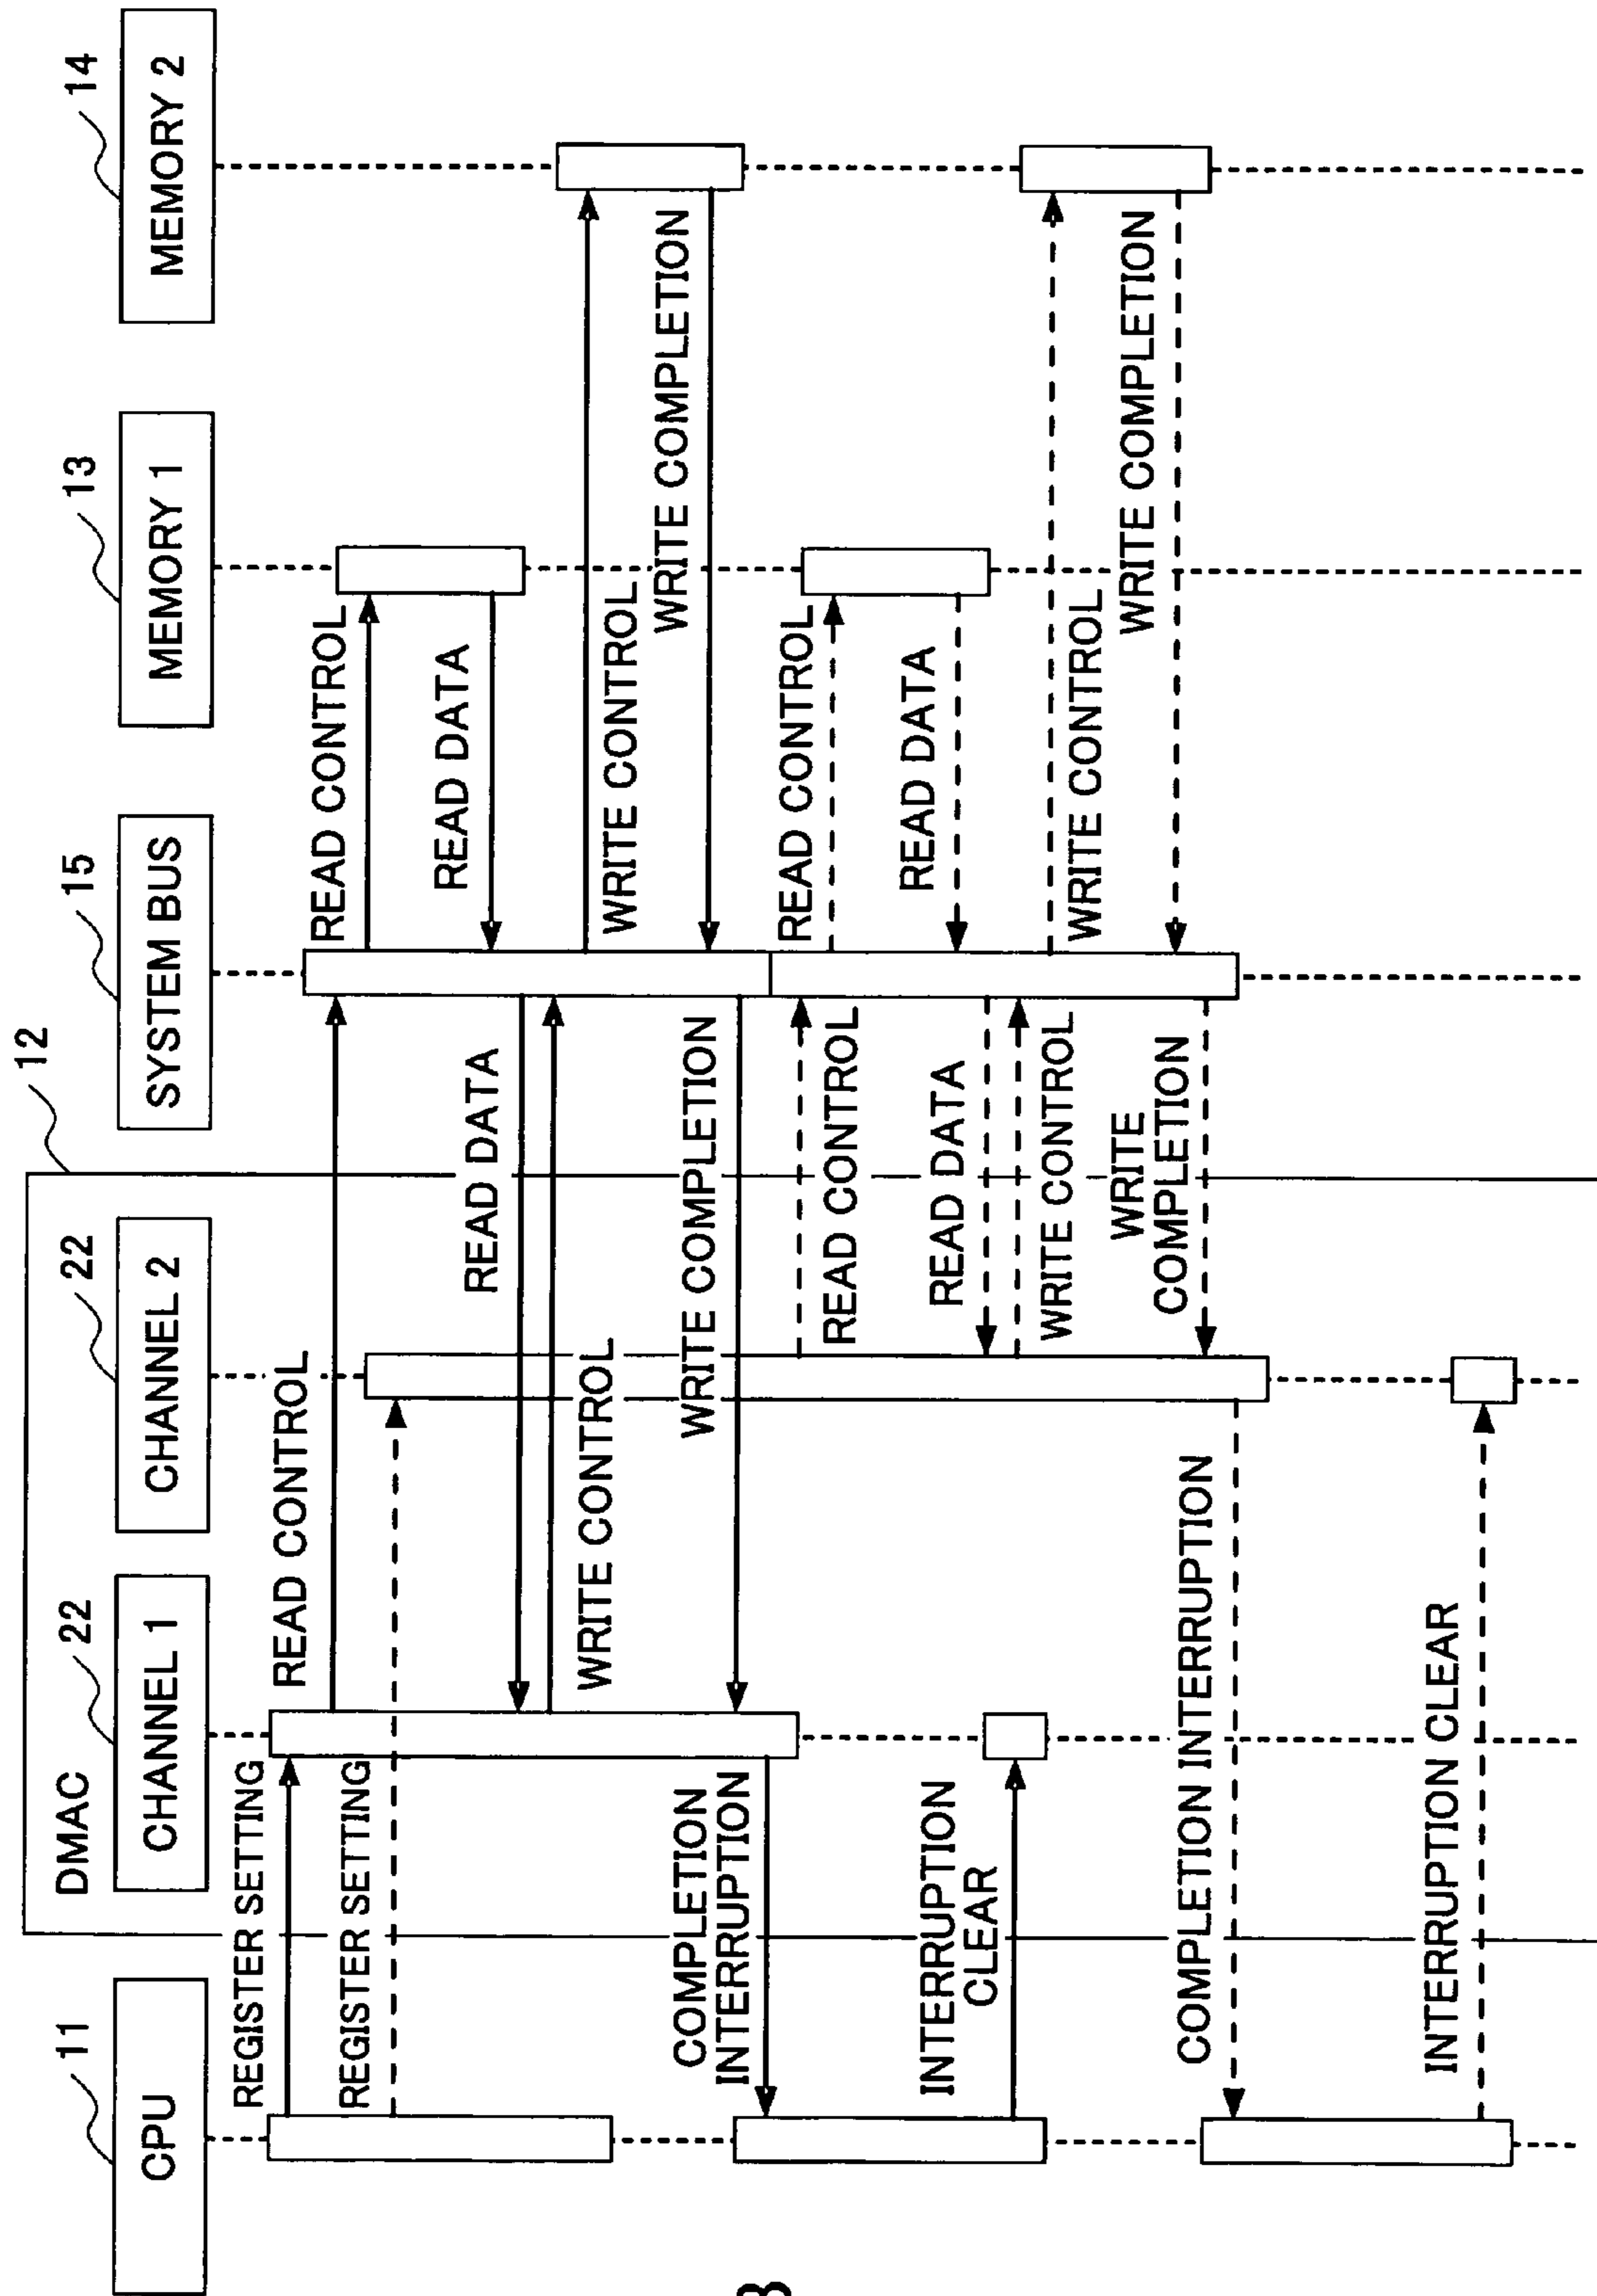 12
11
22
22
15
13
14
DMAC
CPU
CHANNEL 1
CHANNEL 2
SYSTEM BUS
MEMORY 1
MEMORY 2
REGISTER SETTING
READ CONTROL
READ CONTROL
REGISTER SETTING
READ DATA
READ DATA
WRITE CONTROL
WRITE CONTROL
WRITE COMPLETION
WRITE COMPLETION
COMPLETION
INTERRUPTION
READ CONTROL
READ CONTROL
READ DATA
READ DATA
INTERRUPTION
CLEAR
WRITE CONTROL
WRITE CONTROL
WRITE COMPLETION
WRITE
COMPLETION
COMPLETION INTERRUPTION
INTERRUPTION CLEAR